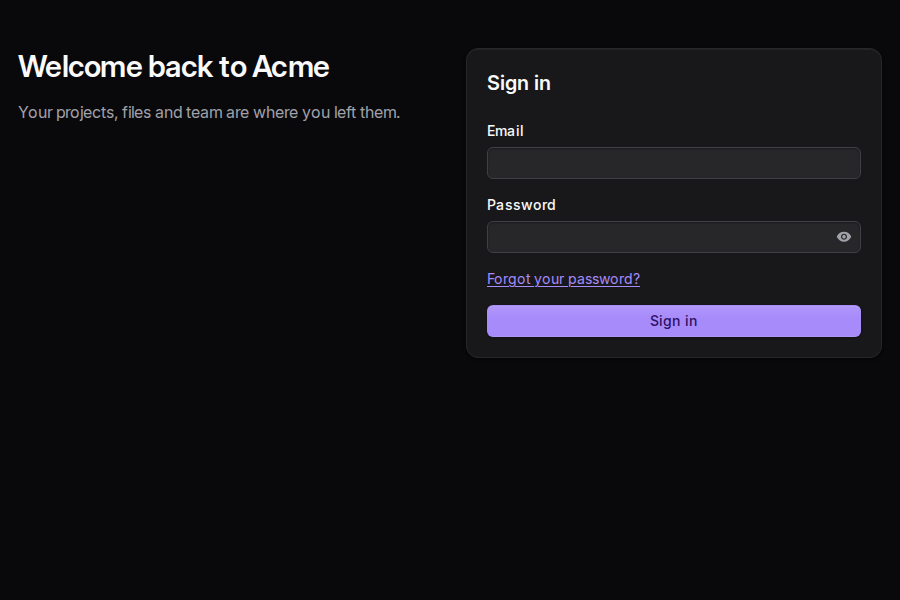 Welcome back to Acme
Your projects, files and team are where you left them.
Sign in
Email
Password
Forgot your password?
Sign in